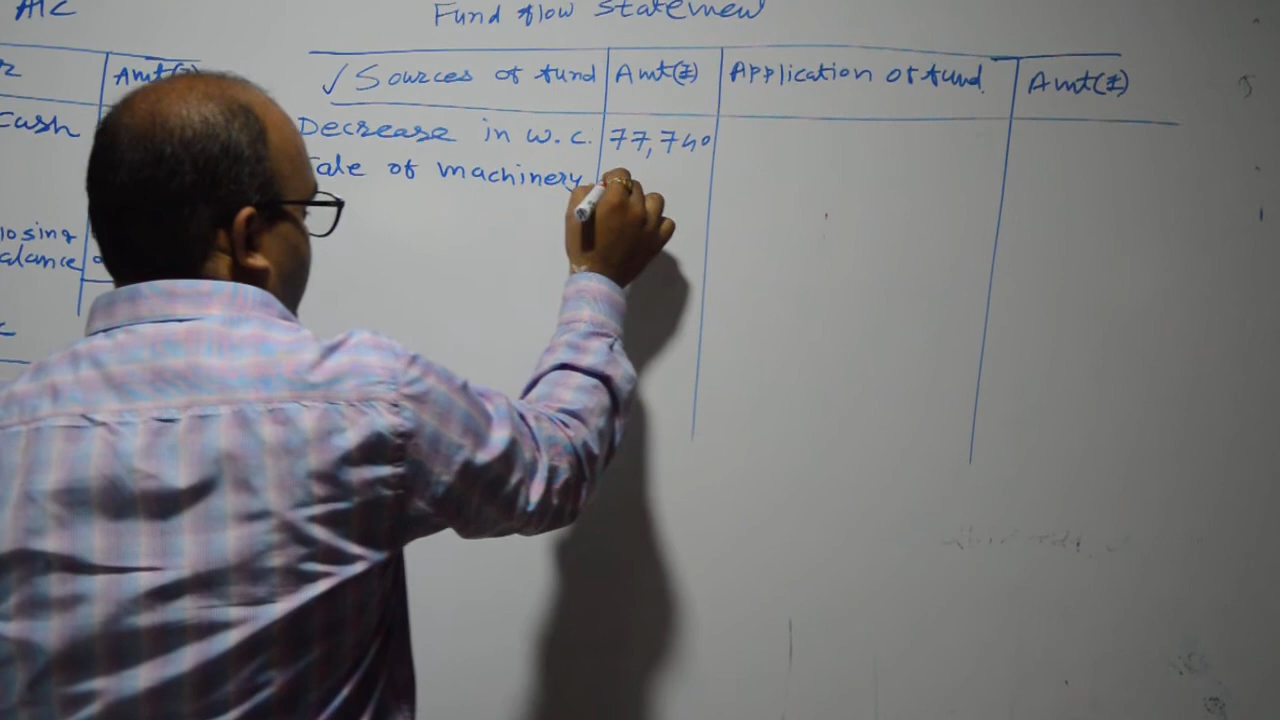 A/C
Fund flow statement
Amt(₹)
√ Sources of fund Amt(₹) Application of fund Amt(₹)
Cash
Decrease in w.c. 77,740
Sale of machinery
losing
alance